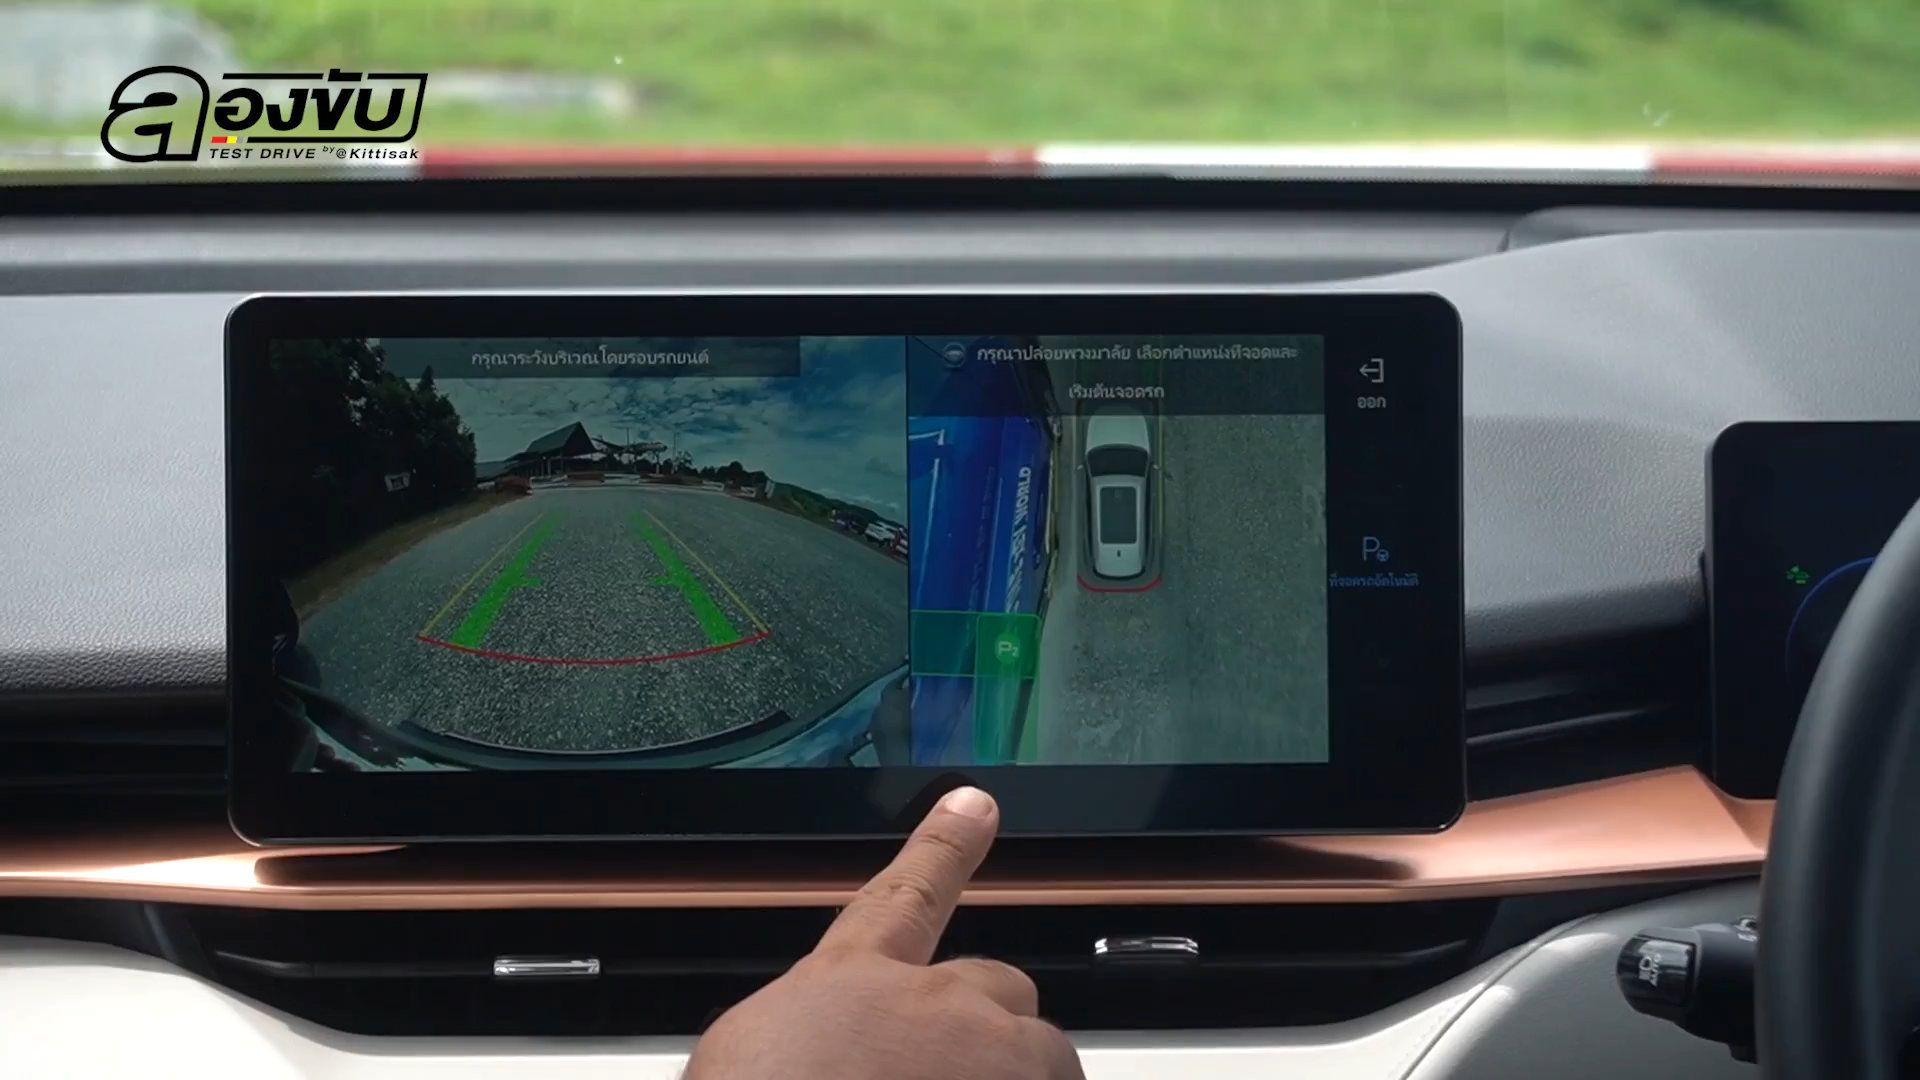 ลองขับ
TEST DRIVE by @Kittisak
กรุณาระวังบริเวณโดยรอบรถยนต์
กรุณาปล่อยพวงมาลัย เลือกตำแหน่งที่จอดและ
เริ่มต้นจอดรถ
ออก
WORLD
P
ที่จอดรถอัตโนมัติ
P2
AUTO